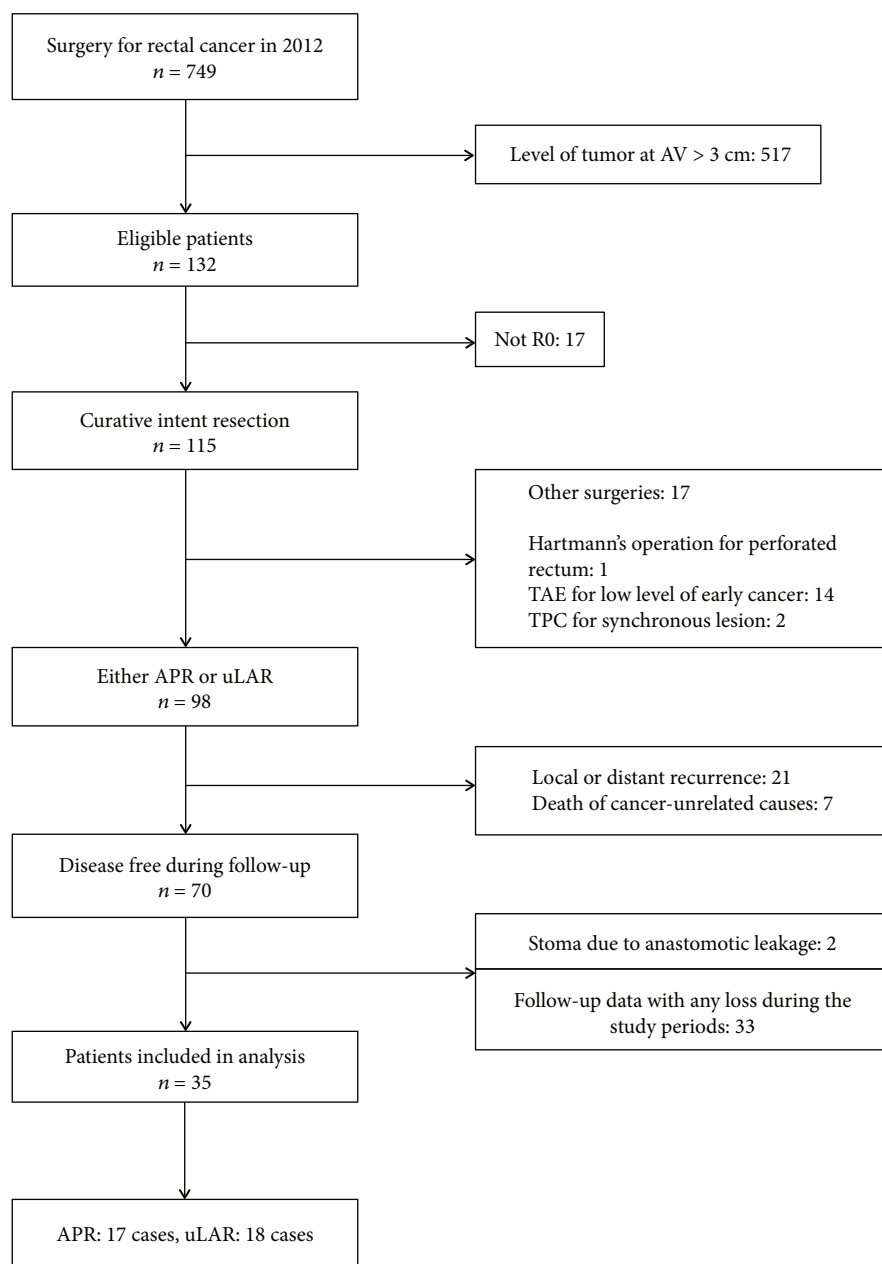 Surgery for rectal cancer in 2012
n = 749
Level of tumor at AV > 3 cm: 517
Eligible patients
n = 132
Not R0: 17
Curative intent resection
n = 115
Other surgeries: 17
Hartmann's operation for perforated
rectum: 1
TAE for low level of early cancer: 14
TPC for synchronous lesion: 2
Either APR or uLAR
n = 98
Local or distant recurrence: 21
Death of cancer-unrelated causes: 7
Disease free during follow-up
n = 70
Stoma due to anastomotic leakage: 2
Follow-up data with any loss during the
study periods: 33
Patients included in analysis
n = 35
APR: 17 cases, uLAR: 18 cases